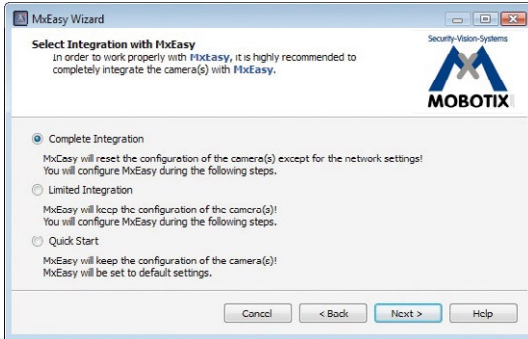 MxEasy Wizard
Security-Vision-Systems
MOBOTIX
Select Integration with MxEasy
In order to work properly with MxEasy, it is highly recommended to
completely integrate the camera(s) with MxEasy.
Complete Integration
MxEasy will reset the configuration of the camera(s) except for the network settings!
You will configure MxEasy during the following steps.
Limited Integration
MxEasy will keep the configuration of the camera(s)!
You will configure MxEasy during the following steps.
Quick Start
MxEasy will keep the configuration of the camera(s)!
MxEasy will be set to default settings.
Cancel < Back Next > Help